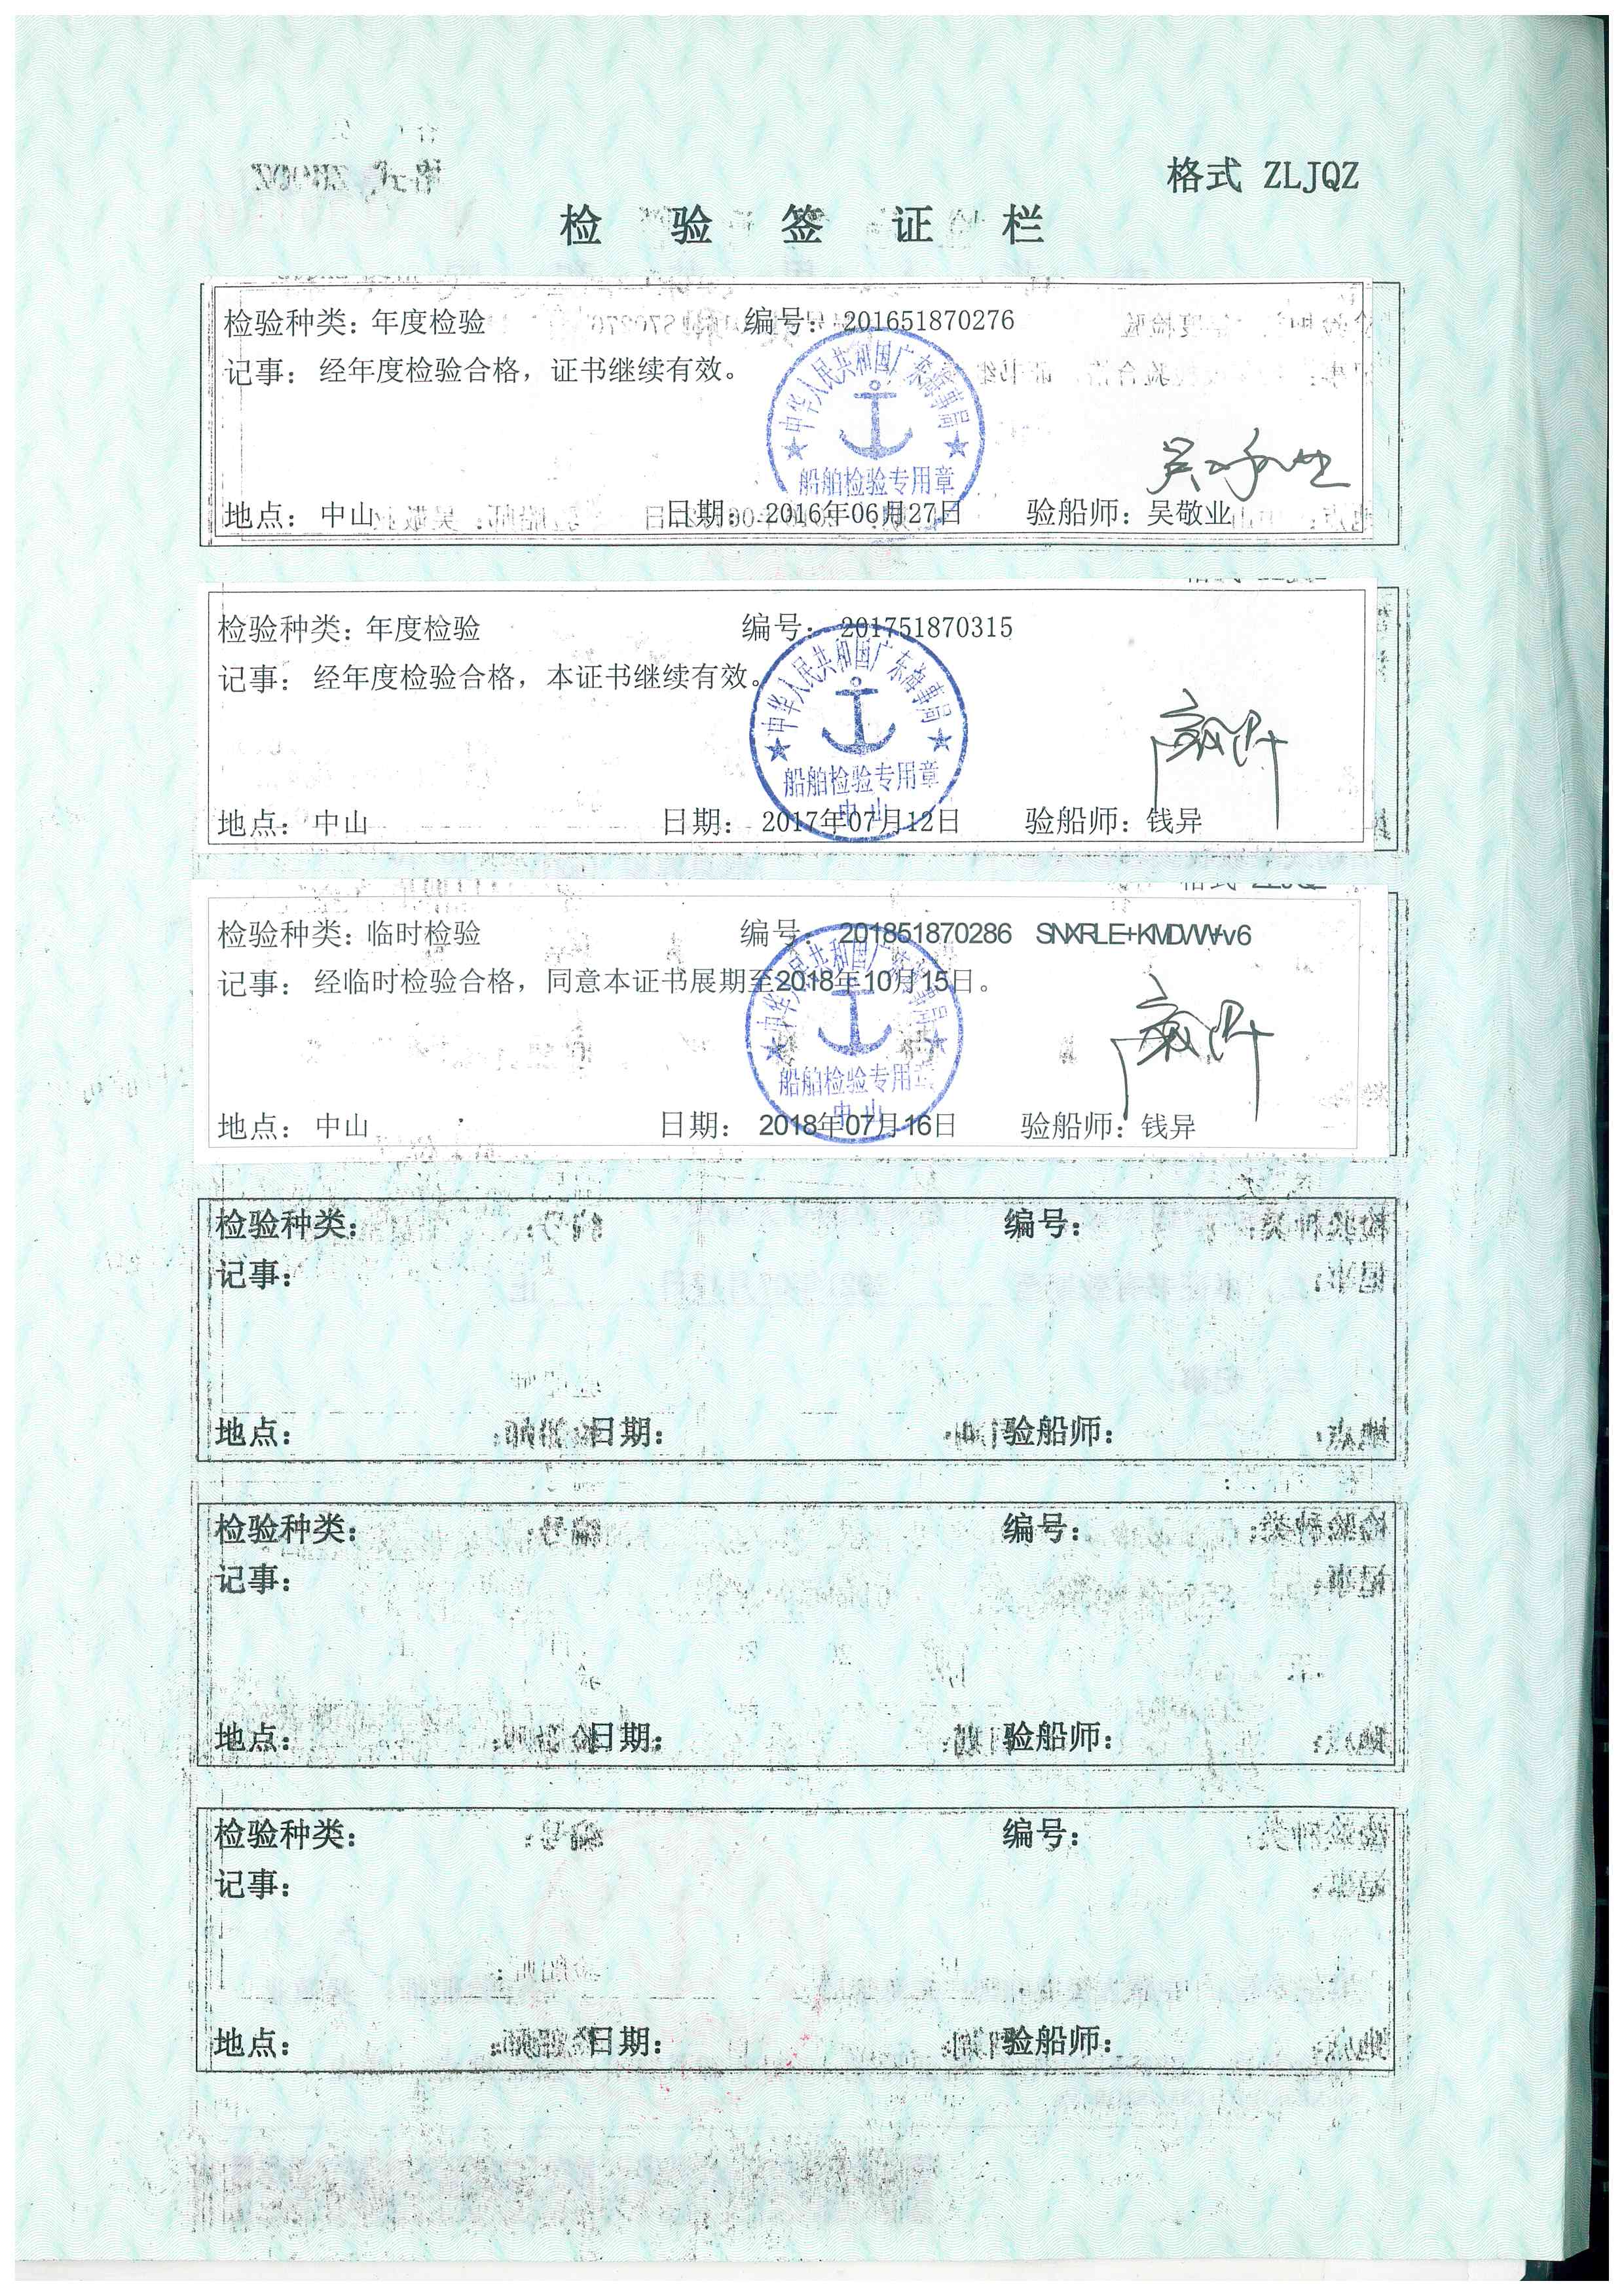 格式 ZLJQZ
检验签证栏
检验种类：年度检验 编号：201651870276
记事：经年度检验合格，证书继续有效。
中华人民共和国广东海事局
船舶检验专用章
地点：中山 日期：2016年06月27日 验船师：吴敬业
检验种类：年度检验 编号：201751870315
记事：经年度检验合格，本证书继续有效。
中华人民共和国广东海事局
船舶检验专用章
中山
地点：中山 日期：2017年07月12日 验船师：钱异
检验种类：临时检验 编号：201851870286 SNXRLE+KMDVWV+v6
记事：经临时检验合格，同意本证书展期至2018年10月15日。
中华人民共和国广东海事局
船舶检验专用章
中山
地点：中山 日期：2018年07月16日 验船师：钱异
检验种类： 编号：
记事：
地点： 日期： 验船师：
检验种类： 编号：
记事：
地点： 日期： 验船师：
检验种类： 编号：
记事：
地点： 日期： 验船师：